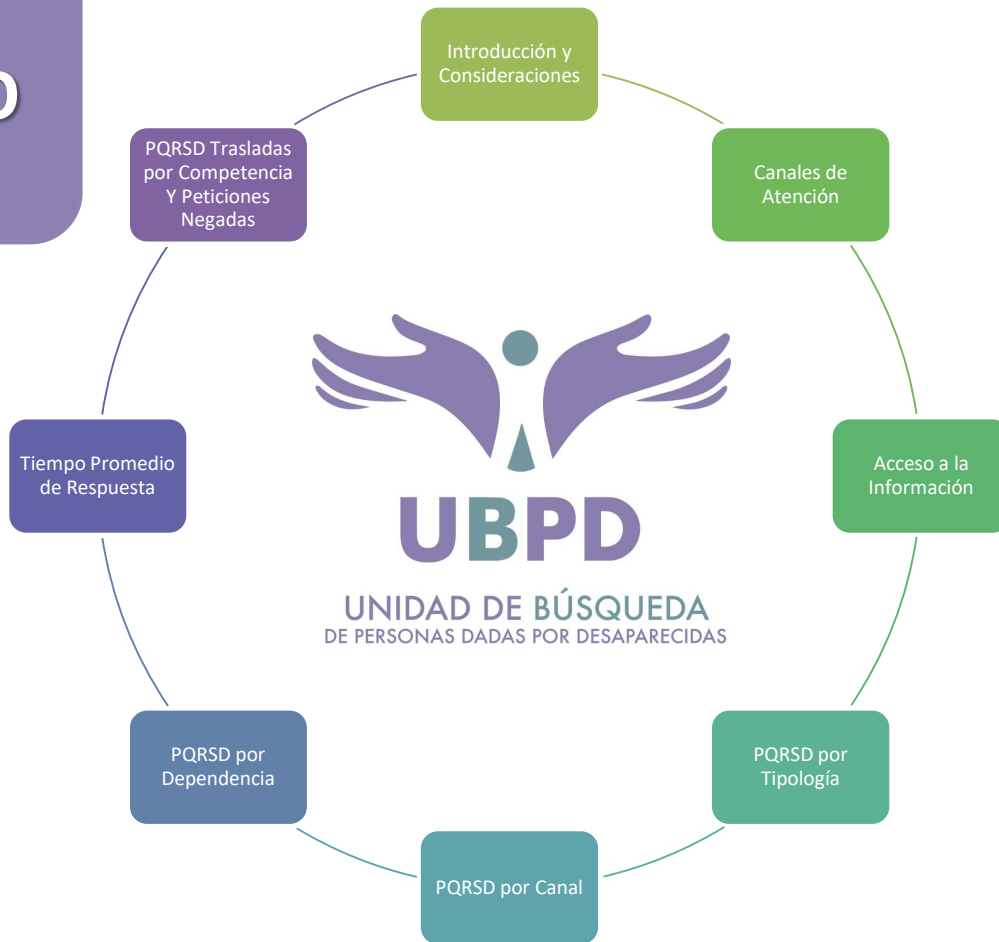 Introducción y
Consideraciones
Canales de
Atención
Acceso a la
Información
PQRSD por
Tipología
PQRSD por Canal
PQRSD por
Dependencia
Tiempo Promedio
de Respuesta
PQRSD Trasladas
por Competencia
Y Peticiones
Negadas
UBPD
UNIDAD DE BÚSQUEDA
DE PERSONAS DADAS POR DESAPARECIDAS